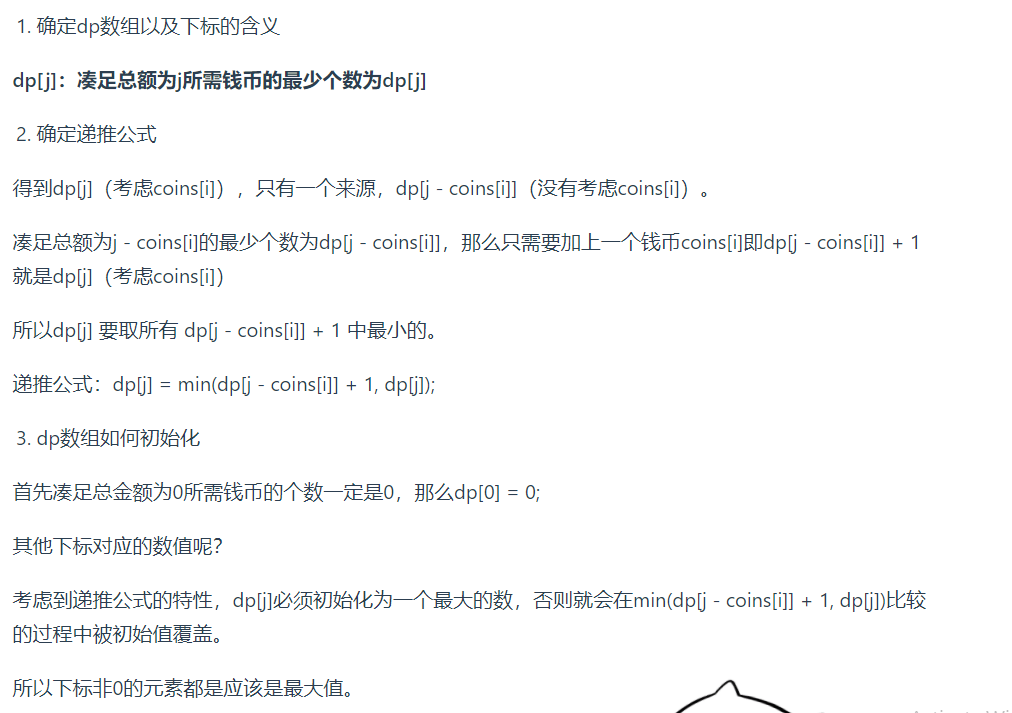 1. 确定dp数组以及下标的含义
dp[j]：凑足总额为j所需钱币的最少个数为dp[j]
2. 确定递推公式
得到dp[j]（考虑coins[i]），只有一个来源，dp[j - coins[i]]（没有考虑coins[i]）。
凑足总额为j - coins[i]的最少个数为dp[j - coins[i]]，那么只需要加上一个钱币coins[i]即dp[j - coins[i]] + 1
就是dp[j]（考虑coins[i]）
所以dp[j] 要取所有 dp[j - coins[i]] + 1 中最小的。
递推公式：dp[j] = min(dp[j - coins[i]] + 1, dp[j]);
3. dp数组如何初始化
首先凑足总金额为0所需钱币的个数一定是0，那么dp[0] = 0;
其他下标对应的数值呢？
考虑到递推公式的特性，dp[j]必须初始化为一个最大的数，否则就会在min(dp[j - coins[i]] + 1, dp[j])比较
的过程中被初始值覆盖。
所以下标非0的元素都是应该是最大值。